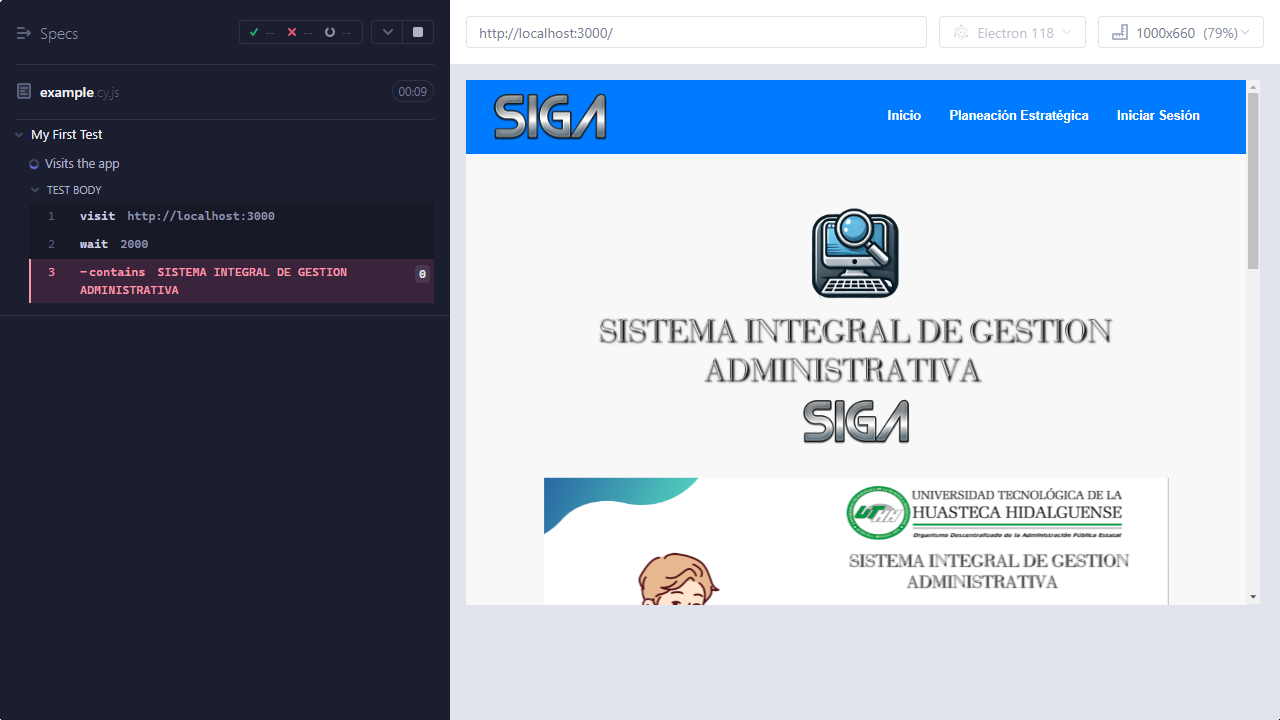 Specs
--
--
--
example.cy.js
00:09
My First Test
Visits the app
TEST BODY
1 visit http://localhost:3000
2 wait 2000
3 -contains SISTEMA INTEGRAL DE GESTION
ADMINISTRATIVA
0
http://localhost:3000/
Electron 118
1000x660 (79%)
SIGA
Inicio
Planeación Estratégica
Iniciar Sesión
SISTEMA INTEGRAL DE GESTION
ADMINISTRATIVA
SIGA
UTHH
UNIVERSIDAD TECNOLÓGICA DE LA
HUASTECA HIDALGUENSE
Organismo Descentralizado de la Administración Pública Estatal
SISTEMA INTEGRAL DE GESTION
ADMINISTRATIVA